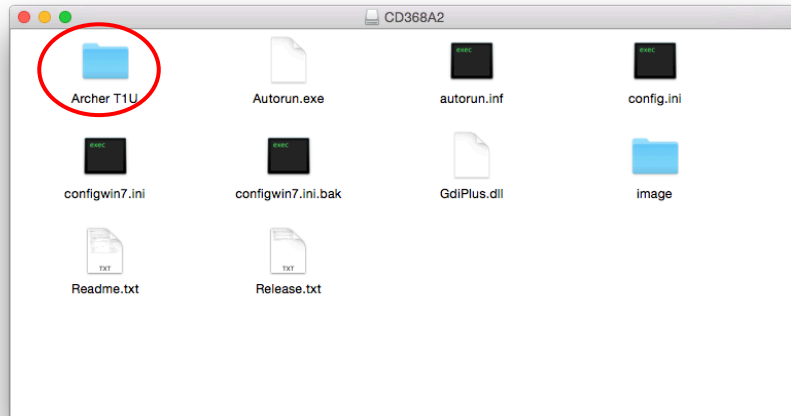 CD368A2
exec exec
Archer T1U Autorun.exe autorun.inf config.ini
exec exec
configwin7.ini configwin7.ini.bak GdiPlus.dll image
TXT TXT
Readme.txt Release.txt